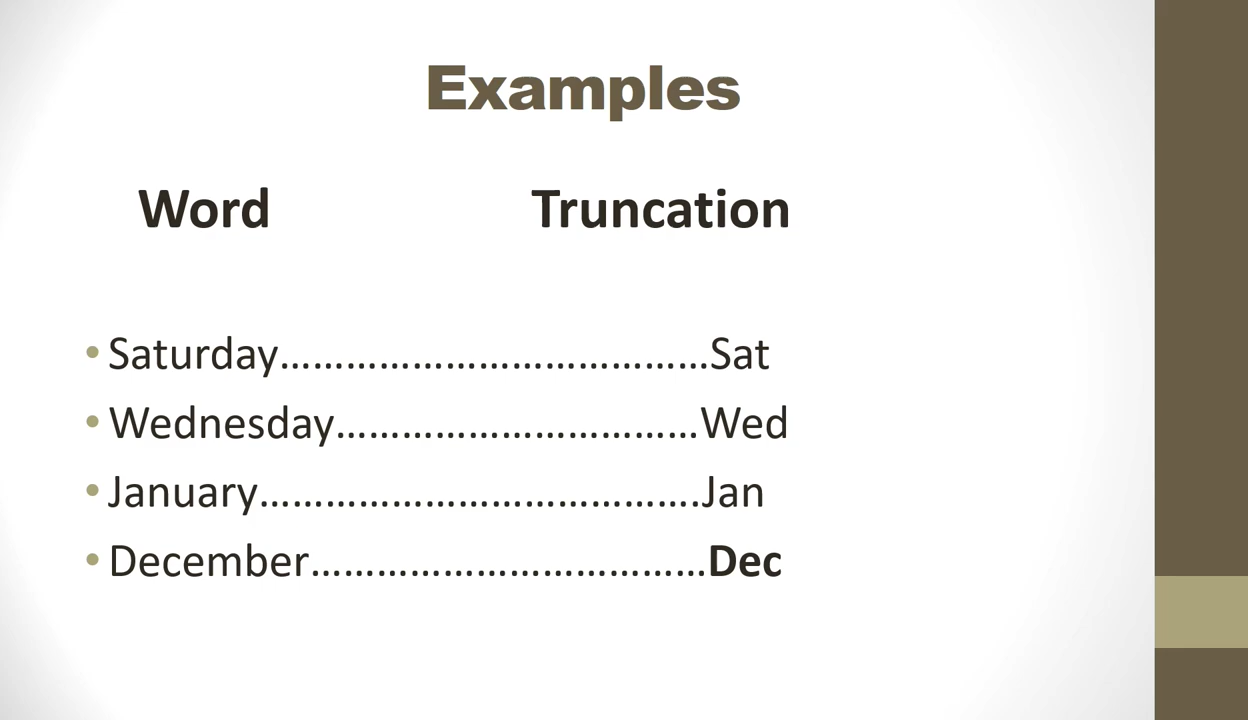 Examples
Word Truncation
•Saturday…………………………………Sat
•Wednesday……………………………Wed
•January………………………………….Jan
•December………………………………Dec